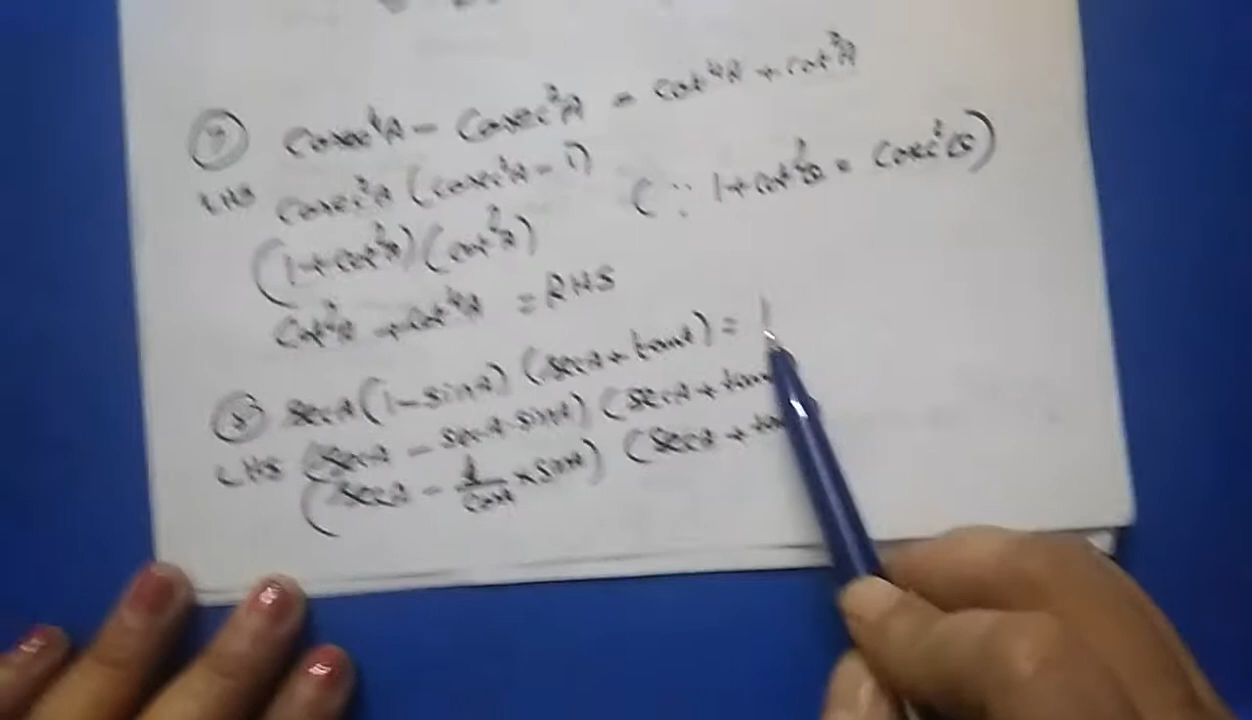 ⑦ Cosec⁴A - Cosec²A = Cot⁴A + Cot²A
LHS Cosec²A (Cosec²A - 1)
(1+Cot²A)(Cot²A) (∵ 1+Cot²θ = Cosec²θ)
Cot²A + Cot⁴A = RHS
⑧ SecA(1-sinA) (SecA+tanA) = 1
LHS (SecA - SecA·SinA) (SecA+tan
(SecA - 1/CosA × SinA) (SecA + ta